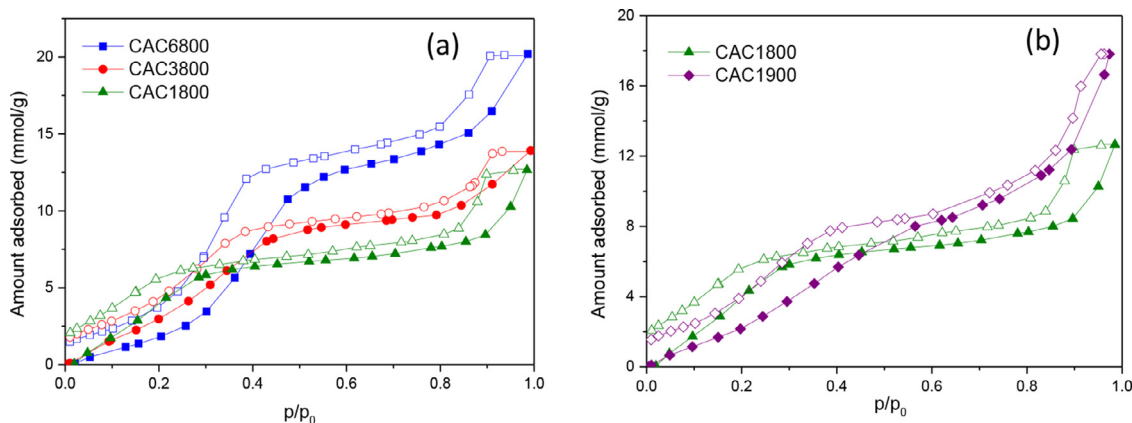 (a)
CAC6800
CAC3800
CAC1800
Amount adsorbed (mmol/g)
20
15
10
5
0
0.0 0.2 0.4 0.6 0.8 1.0
p/p₀
(b)
CAC1800
CAC1900
Amount adsorbed (mmol/g)
20
16
12
8
4
0
0.0 0.2 0.4 0.6 0.8 1.0
p/p₀